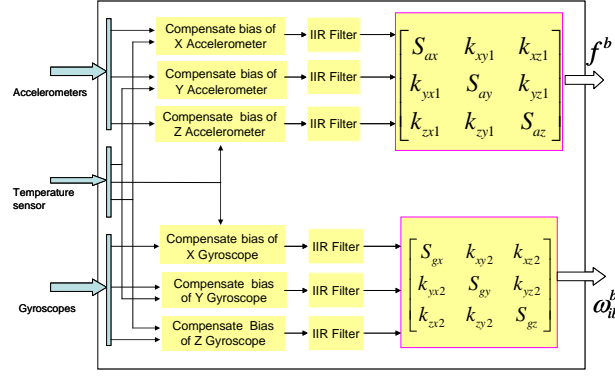 Compensate bias of
X Accelerometer
IIR Filter
Compensate bias of
Y Accelerometer
IIR Filter
Compensate bias of
Z Accelerometer
IIR Filter
S_ax k_xy1 k_xz1
k_yx1 S_ay k_yz1
k_zx1 k_zy1 S_az
f^b
Accelerometers
Temperature
sensor
Gyroscopes
Compensate bias of
X Gyroscope
IIR Filter
Compensate bias
of Y Gyroscope
IIR Filter
Compensate Bias
of Z Gyroscope
IIR Filter
S_gx k_xy2 k_xz2
k_yx2 S_gy k_yz2
k_zx2 k_zy2 S_gz
ω_ib^b